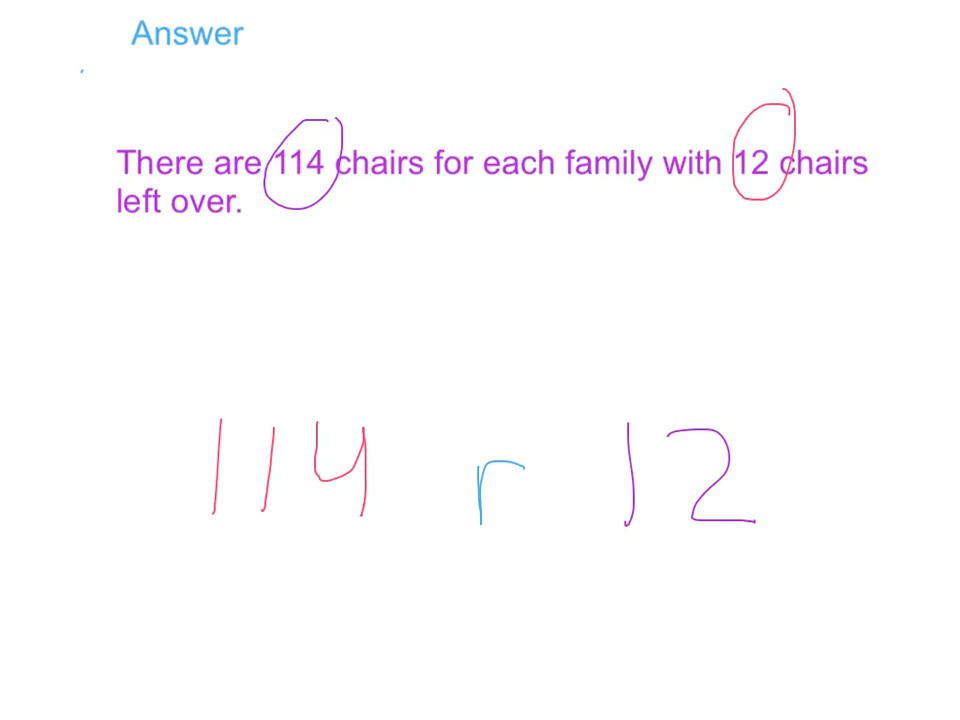 Answer
There are 114 chairs for each family with 12 chairs
left over.
114 r 12